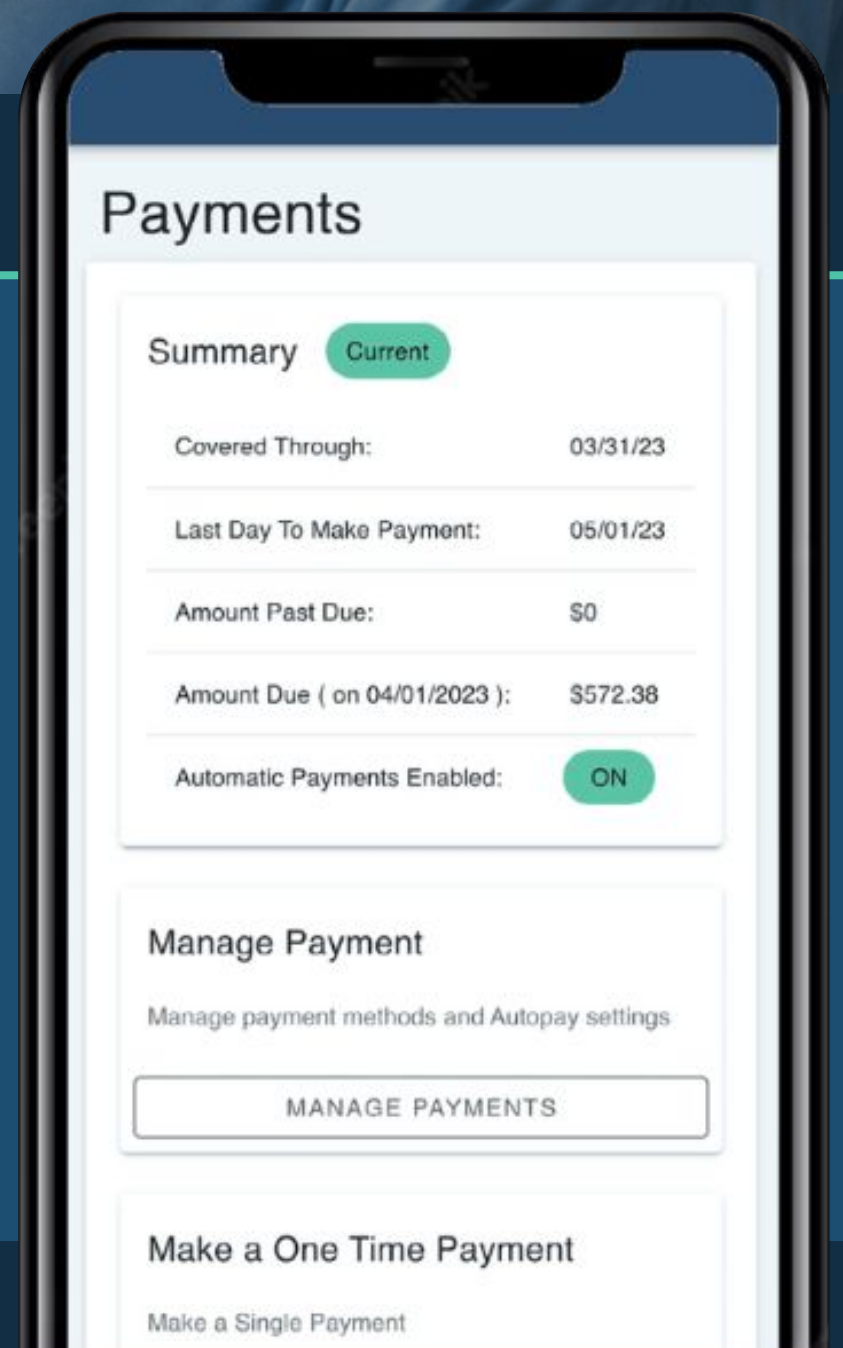 Payments
Summary Current
Covered Through: 03/31/23
Last Day To Make Payment: 05/01/23
Amount Past Due: $0
Amount Due ( on 04/01/2023 ): $572.38
Automatic Payments Enabled: ON
Manage Payment
Manage payment methods and Autopay settings
MANAGE PAYMENTS
Make a One Time Payment
Make a Single Payment